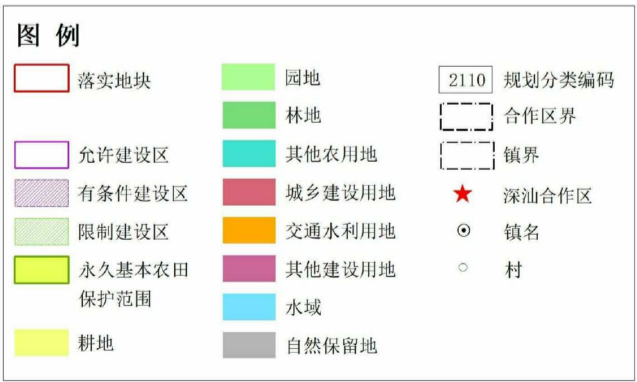 图 例
落实地块
允许建设区
有条件建设区
限制建设区
永久基本农田
保护范围
耕地
园地
林地
其他农用地
城乡建设用地
交通水利用地
其他建设用地
水域
自然保留地
2110 规划分类编码
合作区界
镇界
深汕合作区
镇名
村